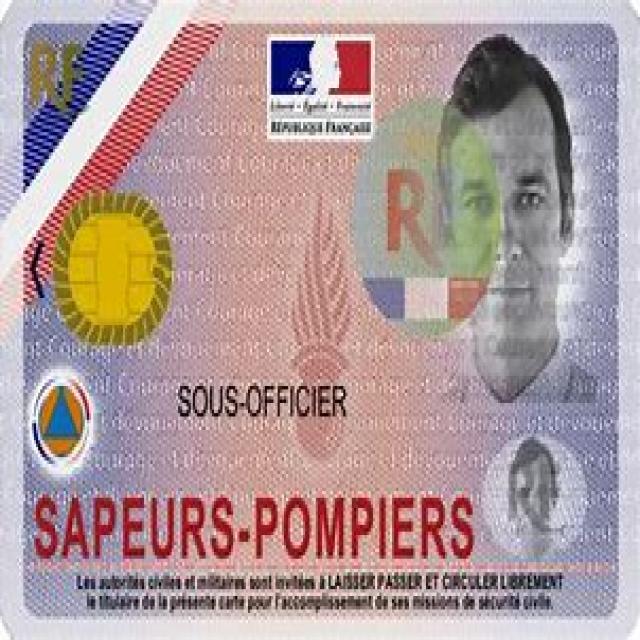 RF
Liberté • Égalité • Fraternité
RÉPUBLIQUE FRANÇAISE
R
SOUS-OFFICIER
SAPEURS-POMPIERS
Les autorités civiles et militaires sont invitées à LAISSER PASSER ET CIRCULER LIBREMENT
le titulaire de la présente carte pour l'accomplissement de ses missions de sécurité civile.